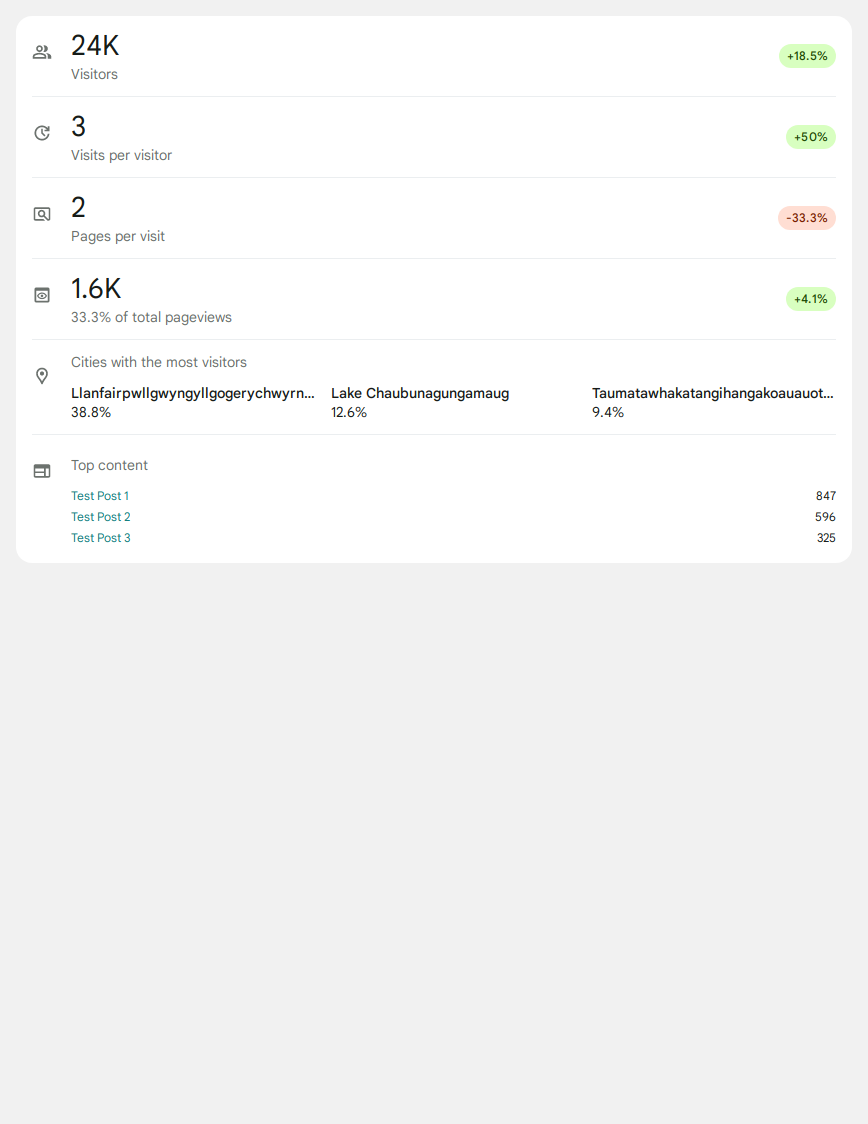 24K
Visitors
+18.5%
3
Visits per visitor
+50%
2
Pages per visit
-33.3%
1.6K
33.3% of total pageviews
+4.1%
Cities with the most visitors
Llanfairpwllgwyngyllgogerychwyrn... Lake Chaubunagungamaug Taumatawhakatangihangakoauauot...
38.8% 12.6% 9.4%
Top content
Test Post 1 847
Test Post 2 596
Test Post 3 325